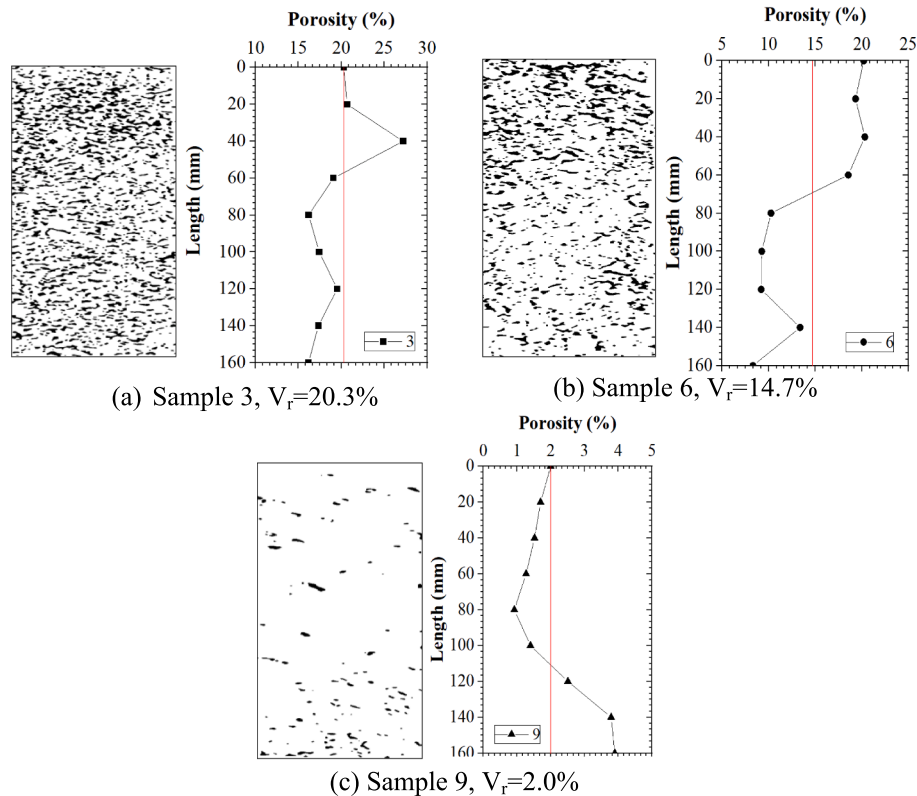 Porosity (%)
10 15 20 25 30
0
20
40
60
80
100
120
140
160
Length (mm)
3
(a) Sample 3, Vr=20.3%
Porosity (%)
5 10 15 20 25
0
20
40
60
80
100
120
140
160
Length (mm)
6
(b) Sample 6, Vr=14.7%
Porosity (%)
0 1 2 3 4 5
0
20
40
60
80
100
120
140
160
Length (mm)
9
(c) Sample 9, Vr=2.0%